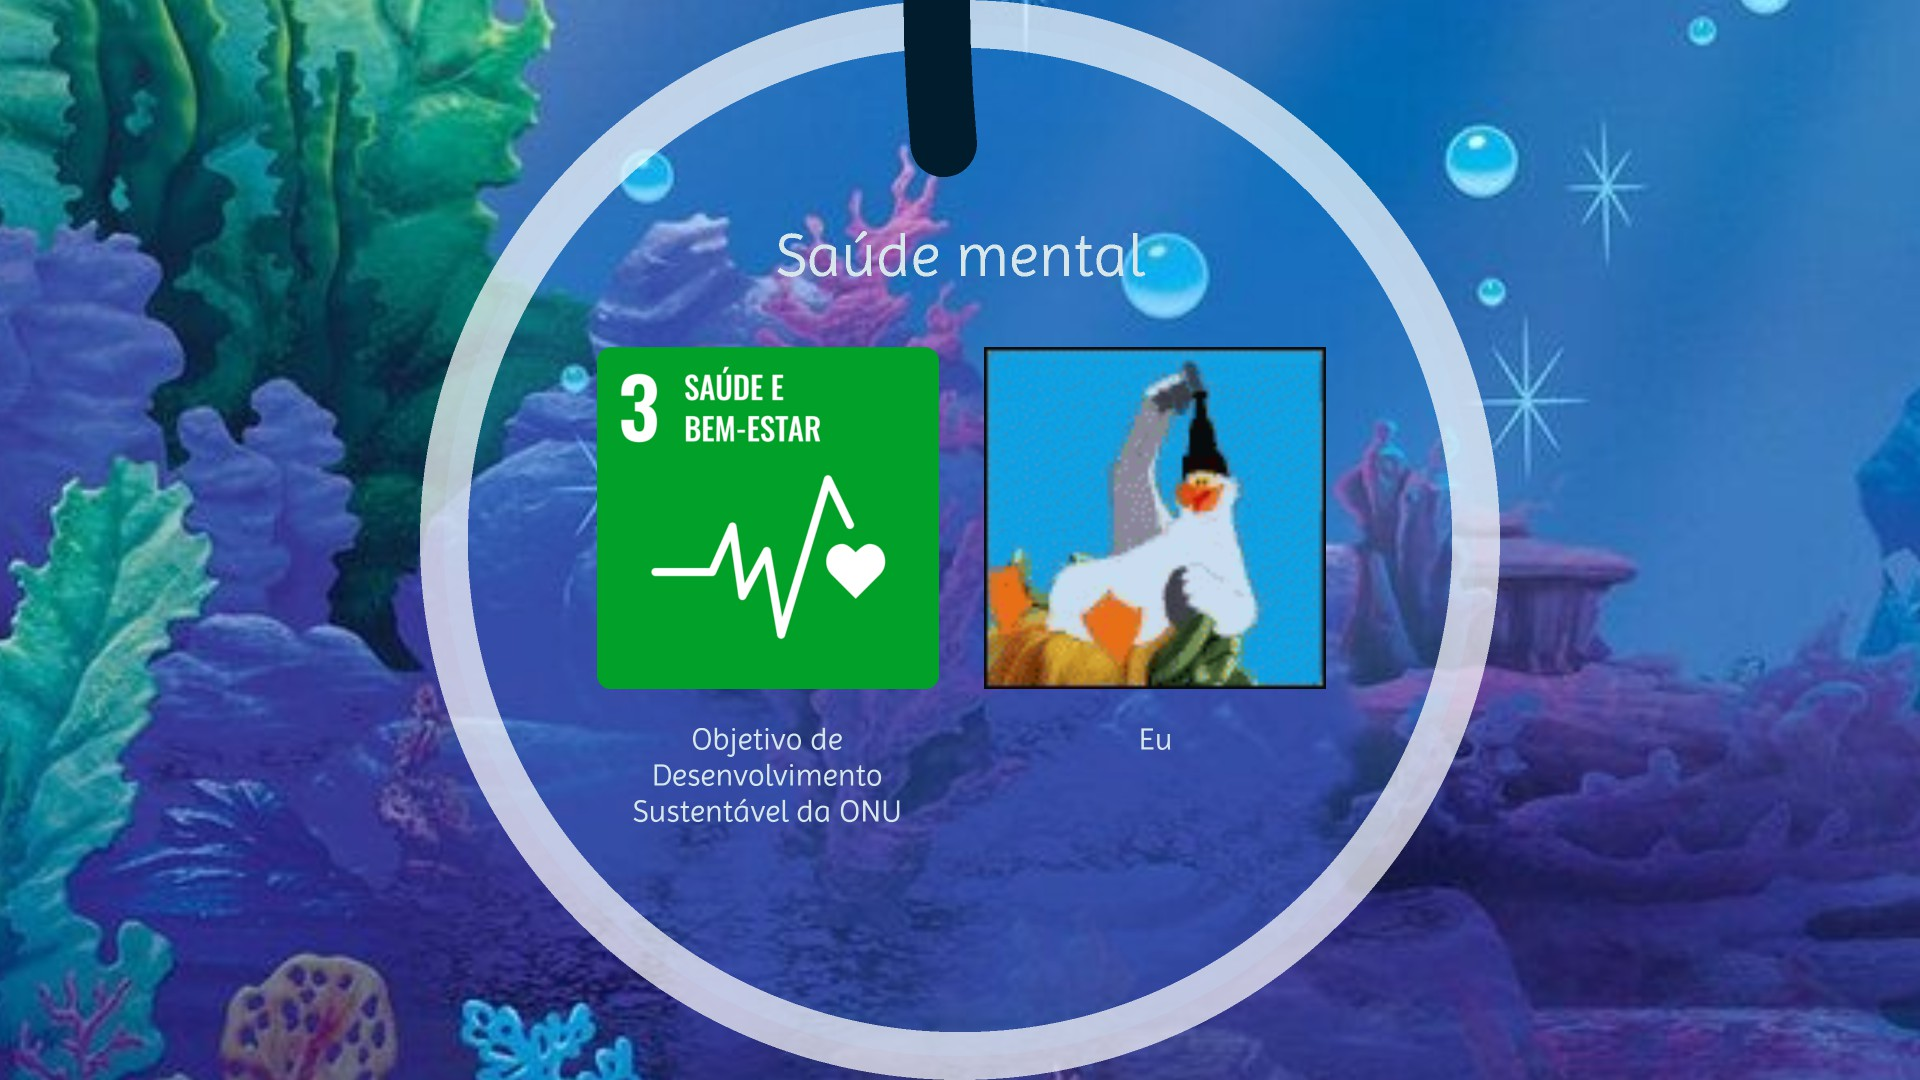 Saúde mental
3
SAÚDE E
BEM-ESTAR
Objetivo de
Desenvolvimento
Sustentável da ONU
Eu